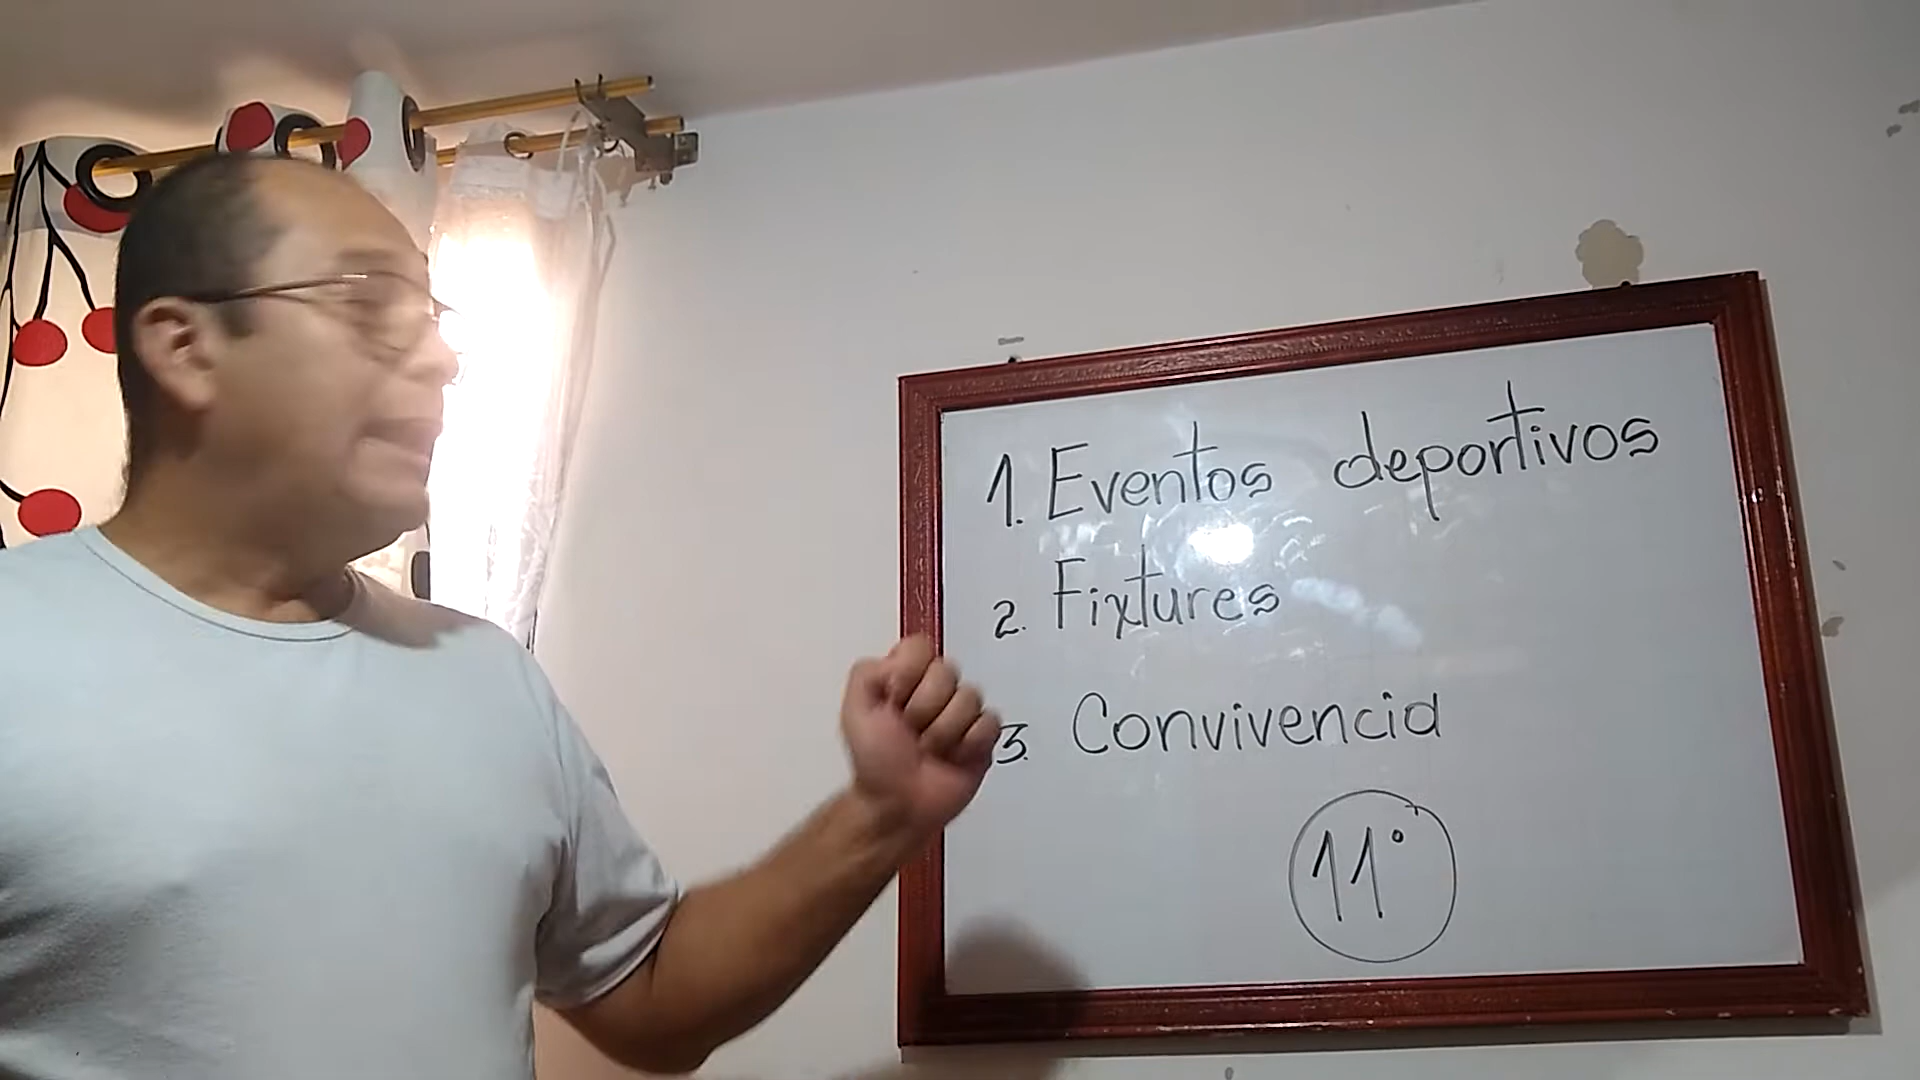 1. Eventos deportivos
2. Fixtures
3. Convivencia
11°